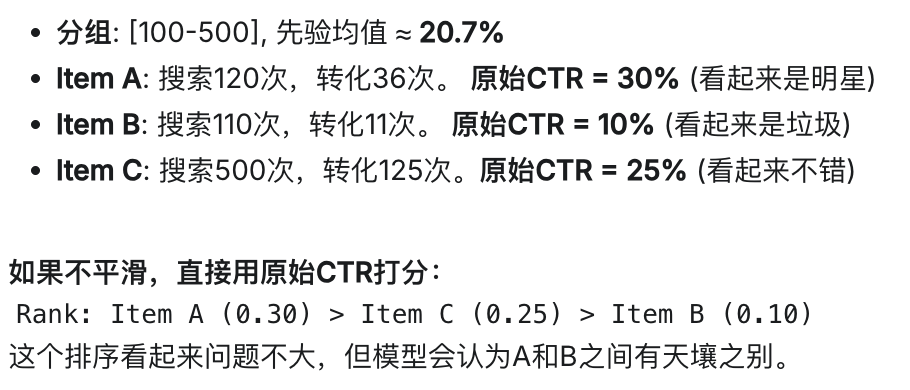 • 分组: [100-500], 先验均值 ≈ 20.7%
• Item A: 搜索120次，转化36次。 原始CTR = 30% (看起来是明星)
• Item B: 搜索110次，转化11次。 原始CTR = 10% (看起来是垃圾)
• Item C: 搜索500次，转化125次。原始CTR = 25% (看起来不错)
如果不平滑，直接用原始CTR打分：
Rank: Item A (0.30) > Item C (0.25) > Item B (0.10)
这个排序看起来问题不大，但模型会认为A和B之间有天壤之别。